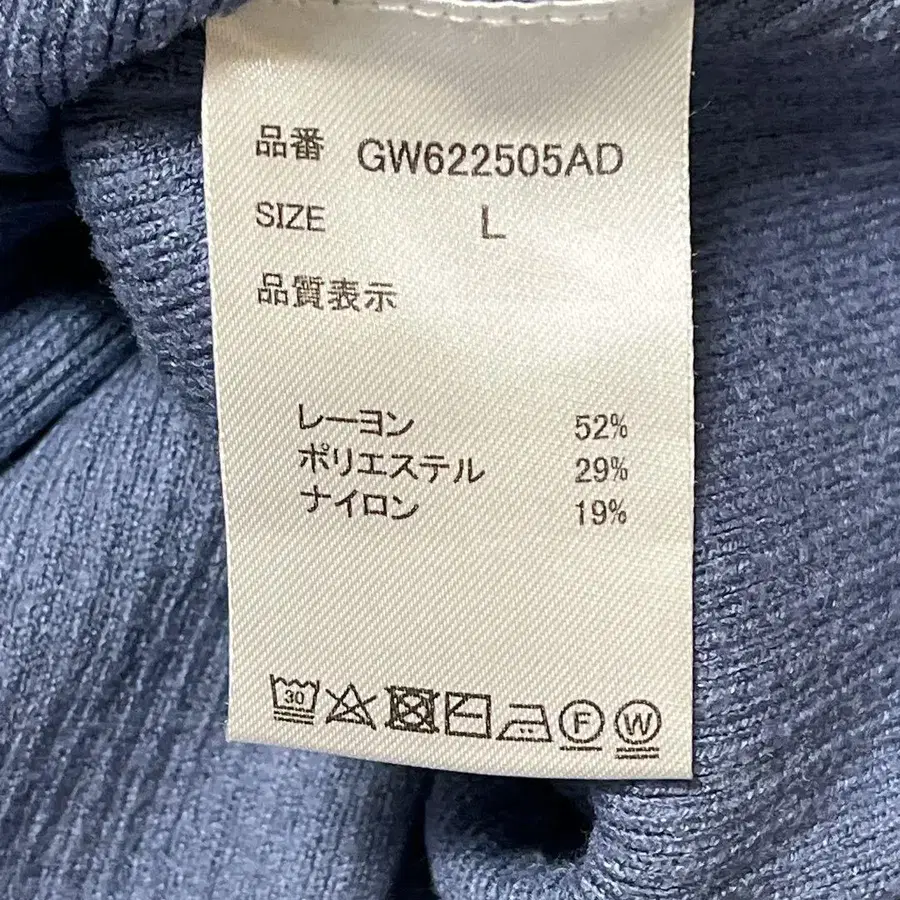 品番 GW622505AD
SIZE L
品質表示
レーヨン 52%
ポリエステル 29%
ナイロン 19%
30 F W